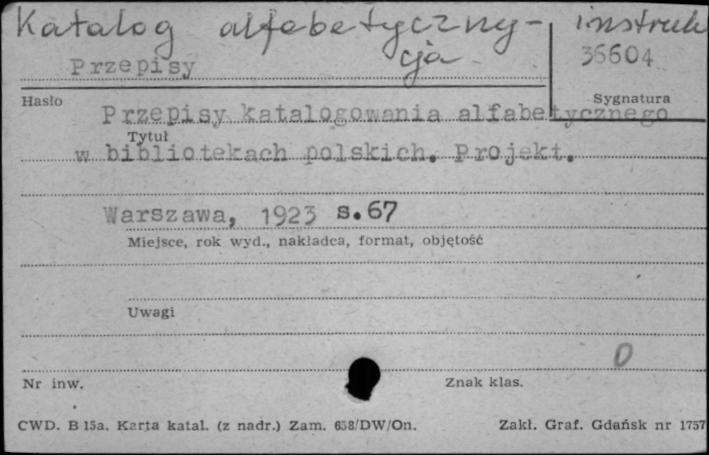 Katalog alfabetyczny - instruk
cja
Przepisy
36604
Hasło
Sygnatura
Przepisy katalogowania alfabetycznego
Tytuł
w bibliotekach polskich. Projekt.
Warszawa, 1923 s.67
Miejsce, rok wyd., nakładca, format, objętość
Uwagi
0
Nr inw.
Znak klas.
CWD. B 15a. Karta katal. (z nadr.) Zam. 658/DW/On.
Zakł. Graf. Gdańsk nr 1757